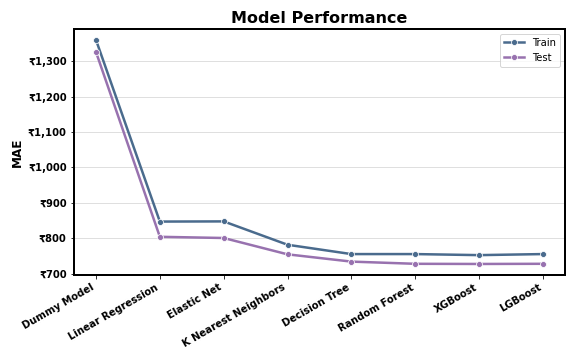 Model Performance
Train
Test
MAE
₹1,300
₹1,200
₹1,100
₹1,000
₹900
₹800
₹700
Dummy Model
Linear Regression
Elastic Net
K Nearest Neighbors
Decision Tree
Random Forest
XGBoost
LGBoost